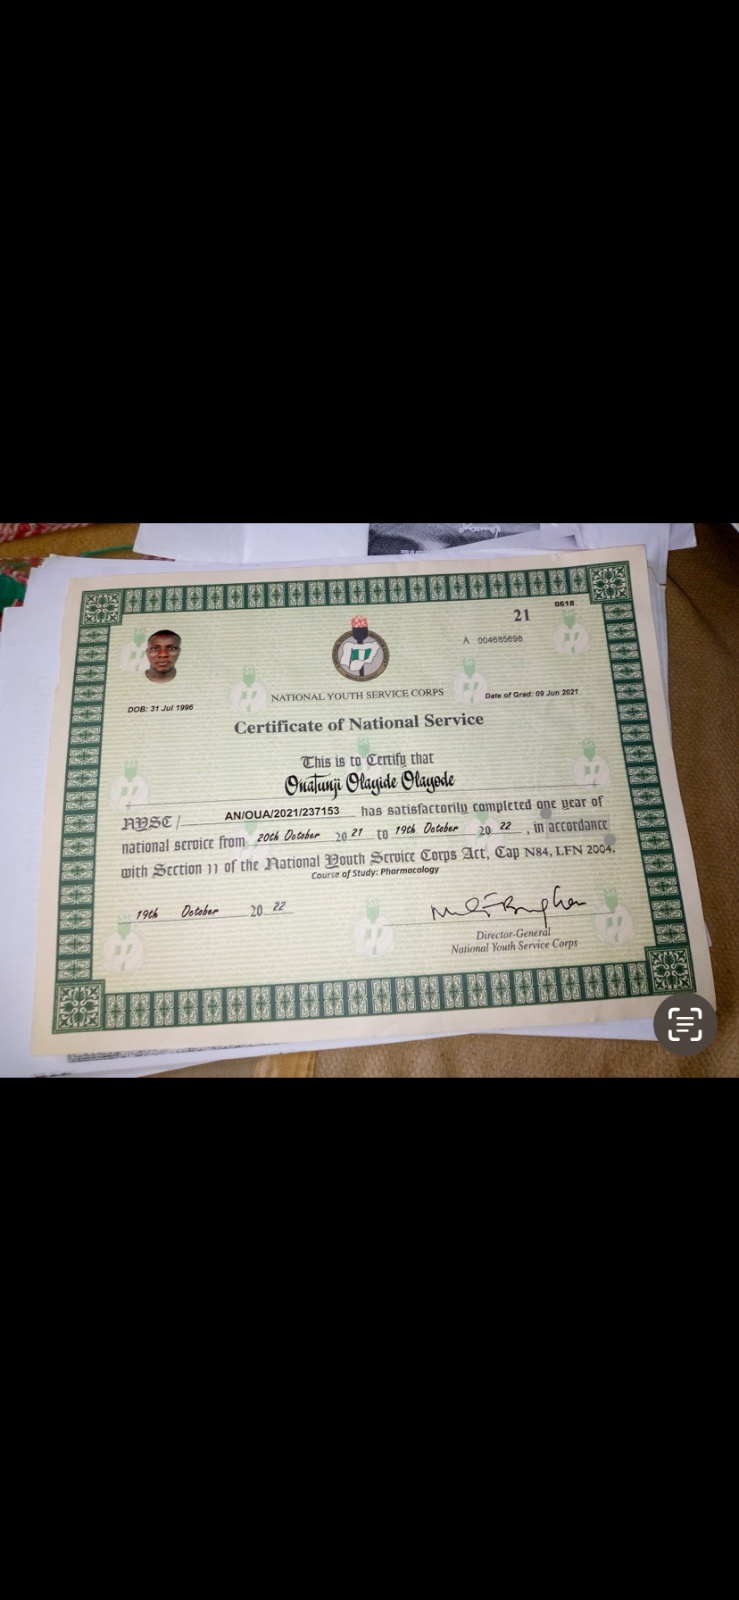 0618
21
A 004685698
NATIONAL YOUTH SERVICE CORPS
DOB: 31 Jul 1996
Date of Grad: 09 Jun 2021
Certificate of National Service
This is to Certify that
Onatunji Olayide Olayode
NYSC/ AN/OUA/2021/237153 has satisfactorily completed one year of
national service from 20th October 20 21 to 19th October 20 22, in accordance
with Section 11 of the National Youth Service Corps Act, Cap N84, LFN 2004.
Course of Study: Pharmacology
19th October 20 22
Director-General
National Youth Service Corps